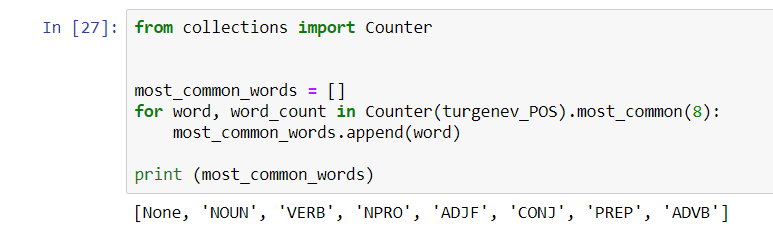 In [27]: from collections import Counter
most_common_words = []
for word, word_count in Counter(turgenev_POS).most_common(8):
    most_common_words.append(word)
print (most_common_words)
[None, 'NOUN', 'VERB', 'NPRO', 'ADJF', 'CONJ', 'PREP', 'ADVB']